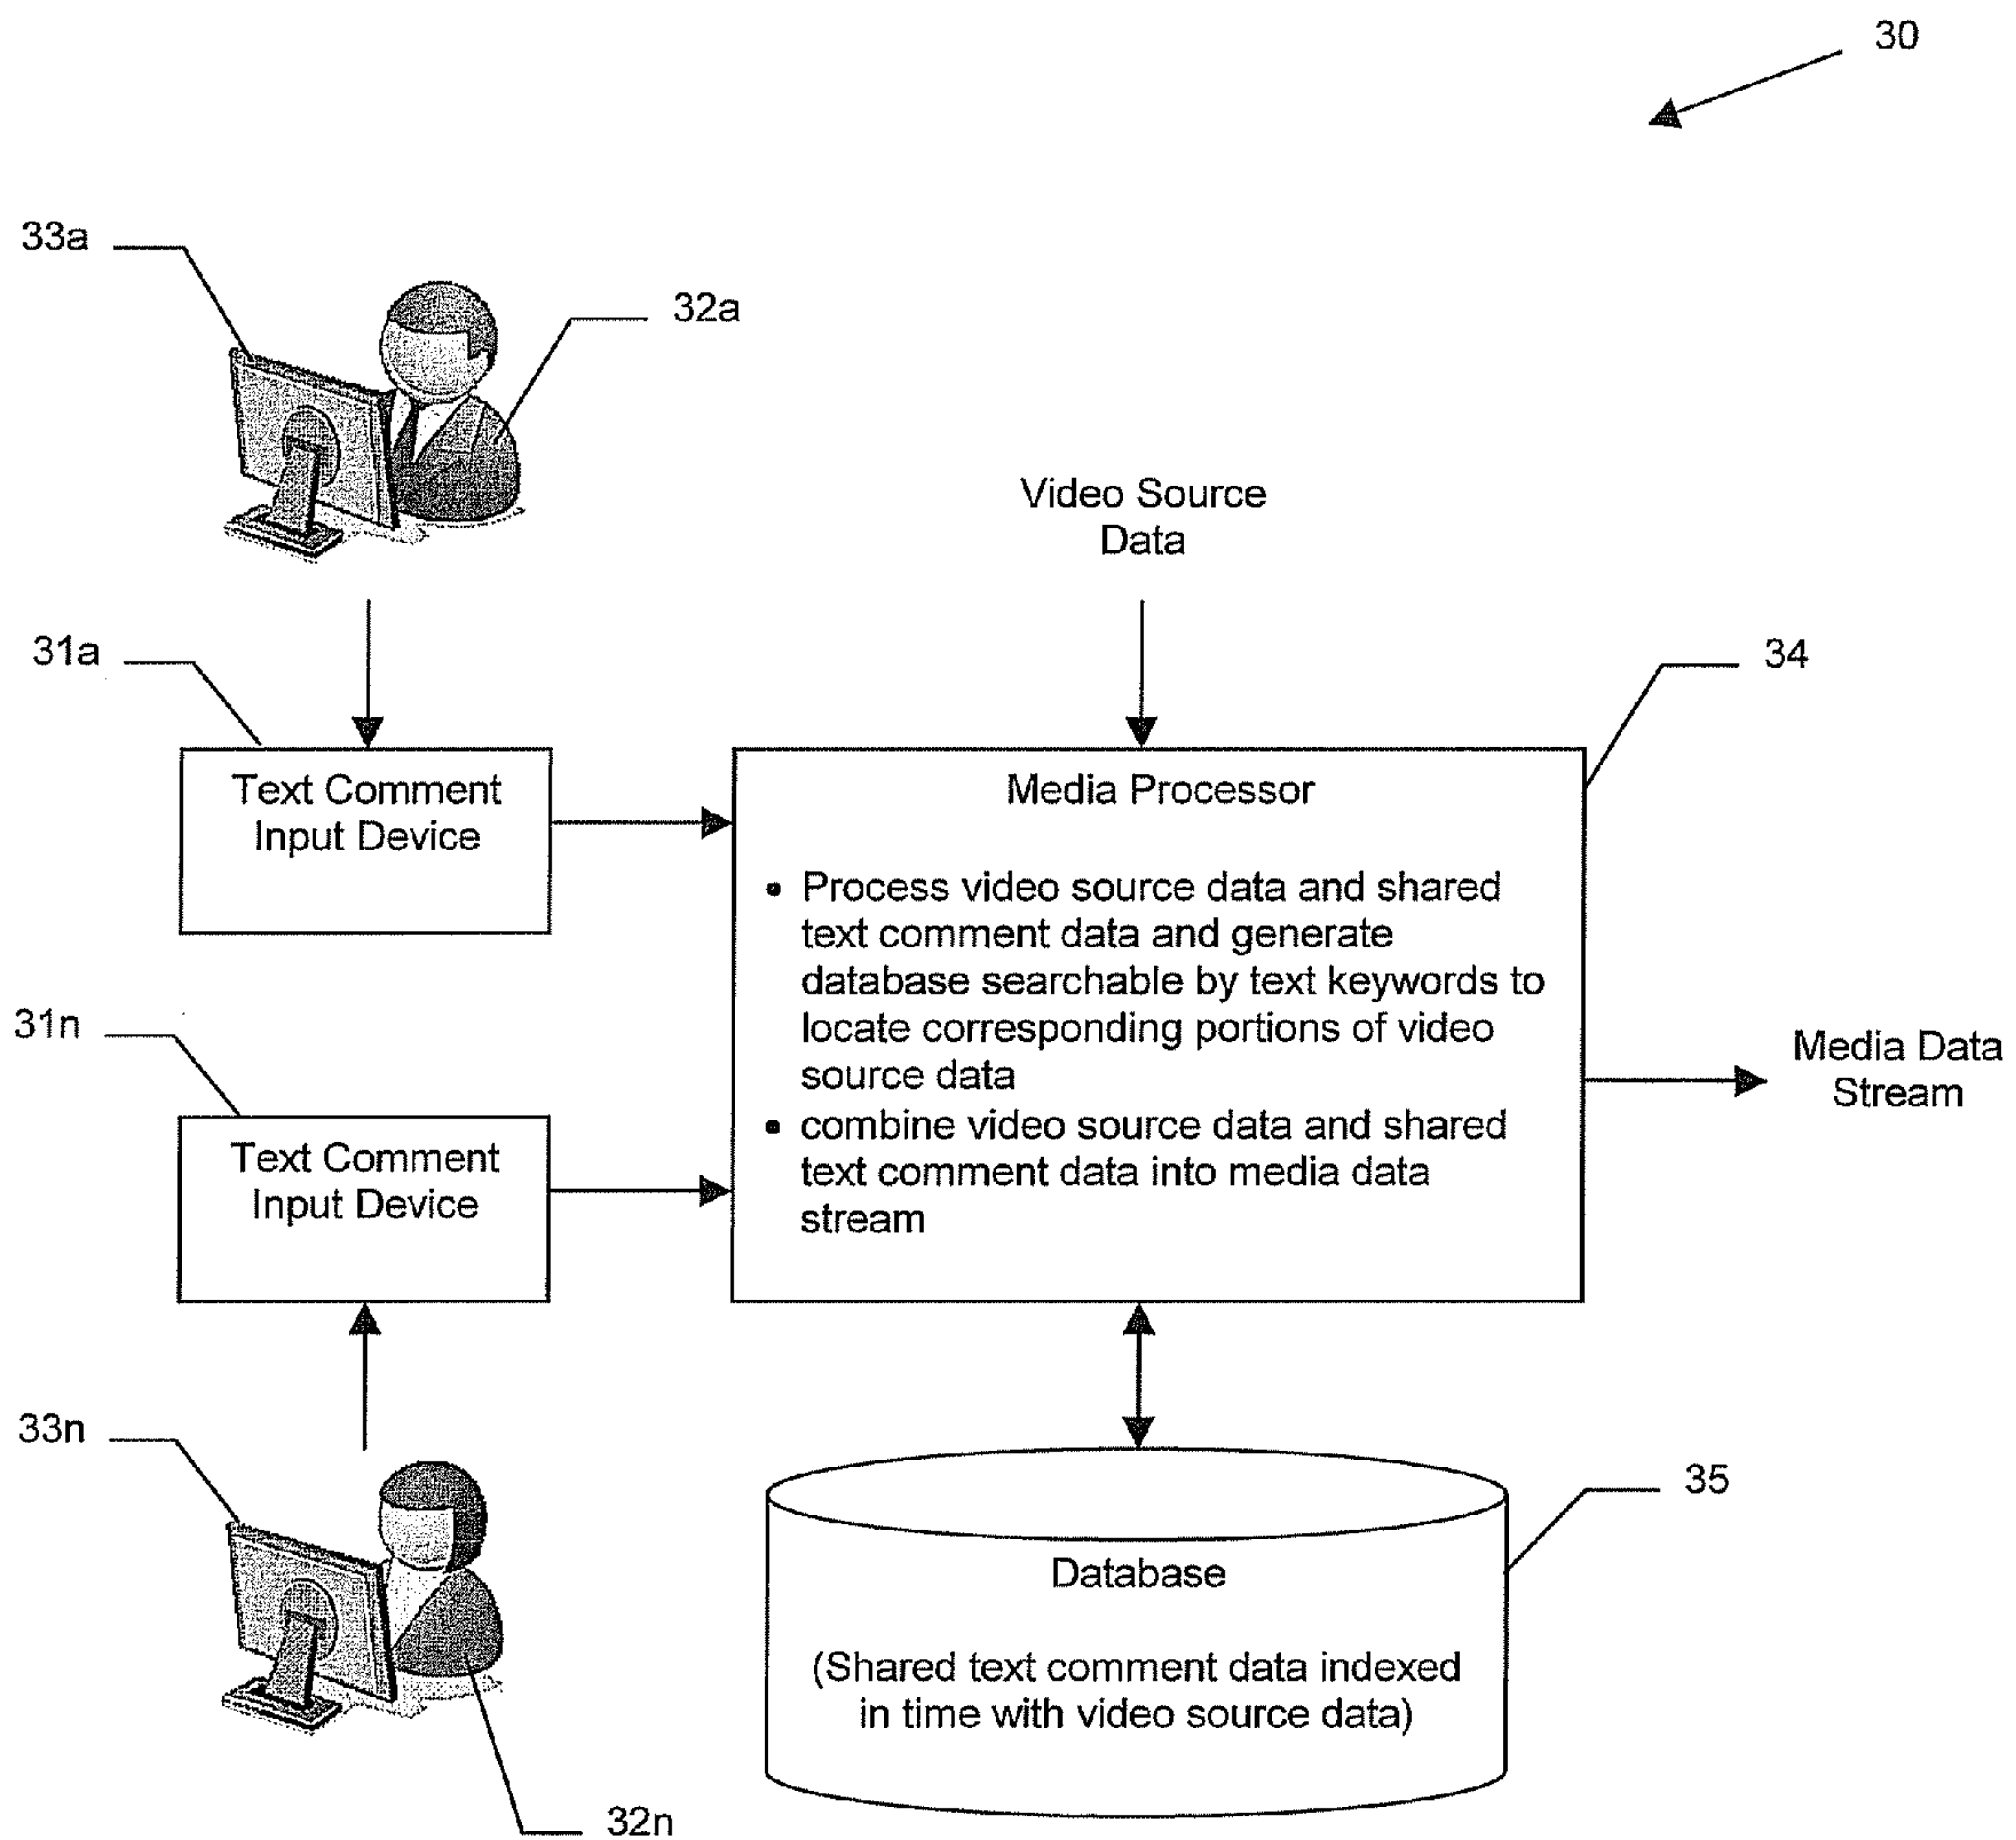 30
33a
32a
Video Source
Data
31a
34
Text Comment
Input Device
Media Processor
• Process video source data and shared
text comment data and generate
database searchable by text keywords to
locate corresponding portions of video
source data
• combine video source data and shared
text comment data into media data
stream
31n
Text Comment
Input Device
Media Data
Stream
33n
35
Database
(Shared text comment data indexed
in time with video source data)
32n